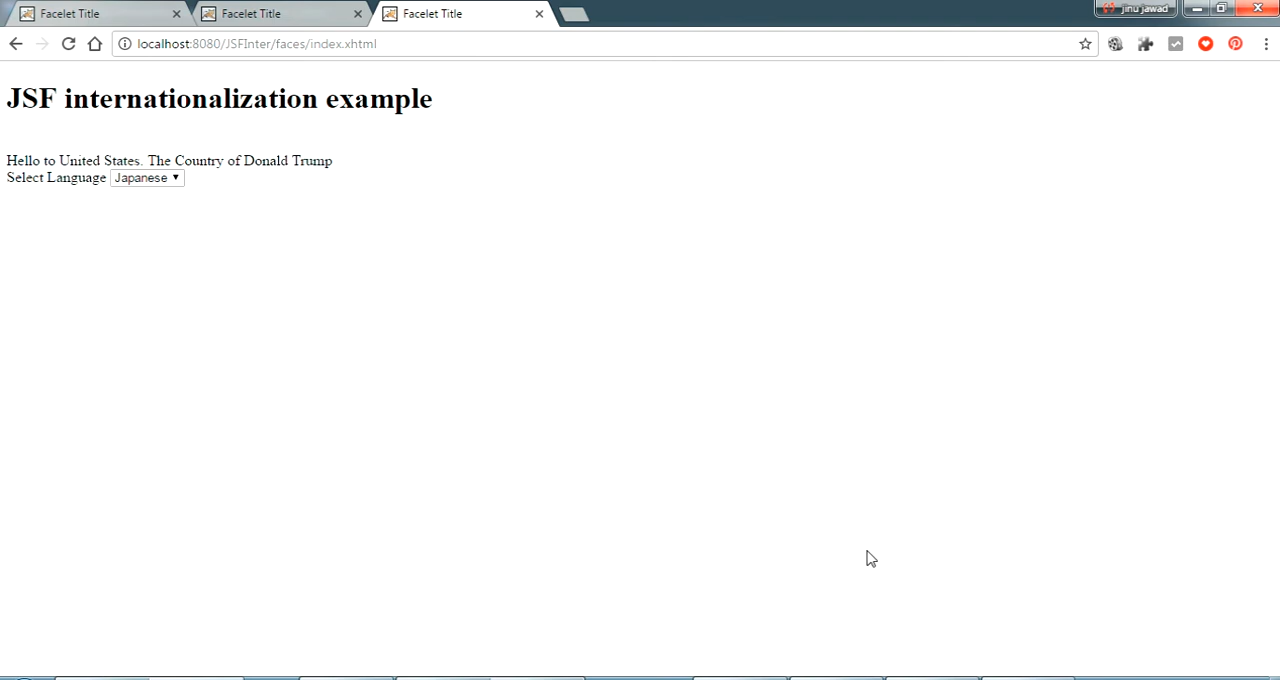 Facelet Title
Facelet Title
Facelet Title
jinu jawad
localhost:8080/JSFInter/faces/index.xhtml
JSF internationalization example
Hello to United States. The Country of Donald Trump
Select Language Japanese